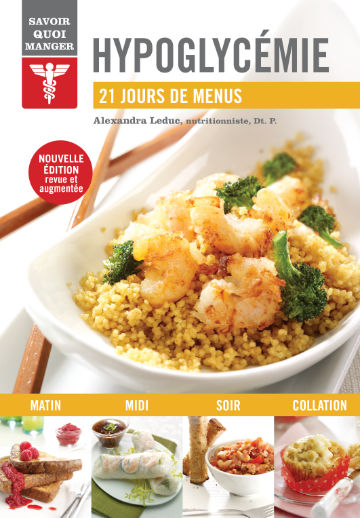 SAVOIR
QUOI
MANGER
HYPOGLYCÉMIE
21 JOURS DE MENUS
Alexandra Leduc, nutritionniste, Dt. P.
NOUVELLE
ÉDITION
revue et
augmentée
MATIN
MIDI
SOIR
COLLATION